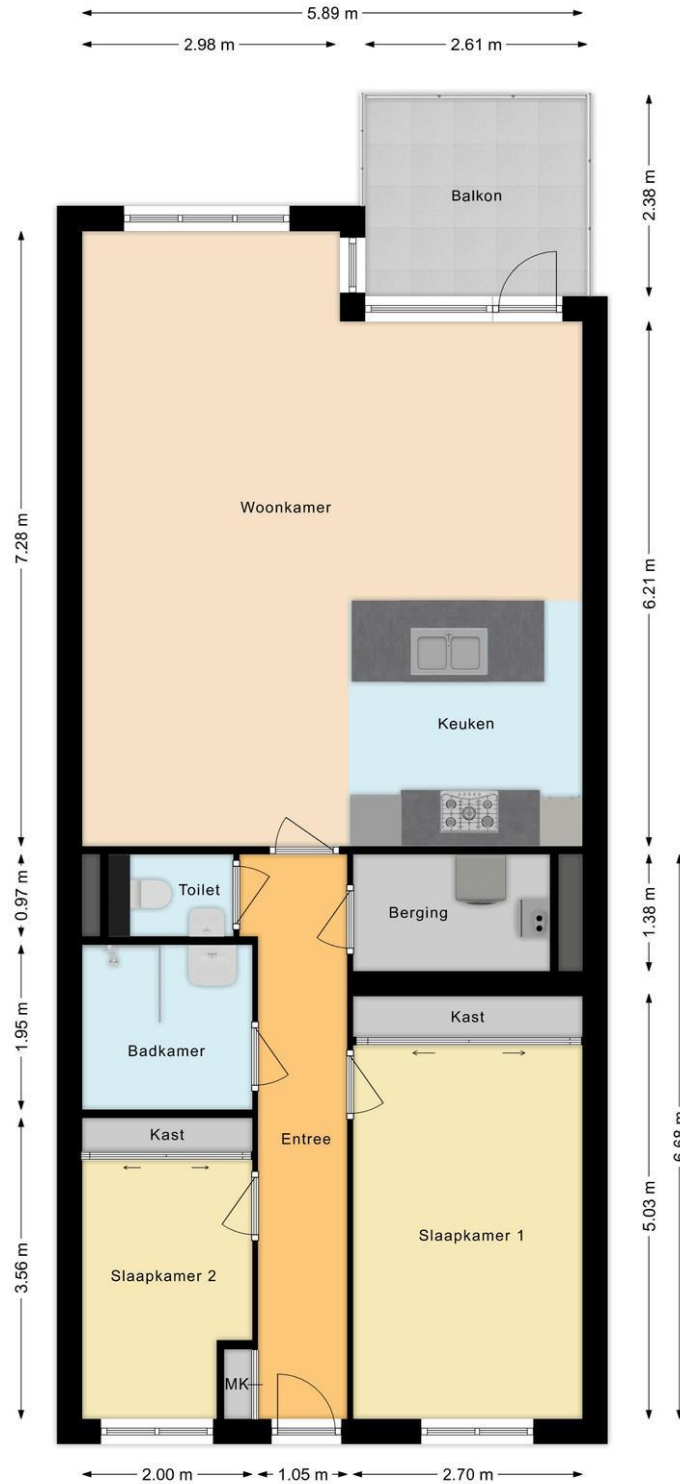 5.89 m
2.98 m
2.61 m
Balkon
2.38 m
Woonkamer
7.28 m
6.21 m
Keuken
Toilet
0.97 m
Berging
1.38 m
Kast
Badkamer
1.95 m
Kast
Entree
6.68 m
5.03 m
Slaapkamer 1
Slaapkamer 2
3.56 m
MK
2.00 m
1.05 m
2.70 m